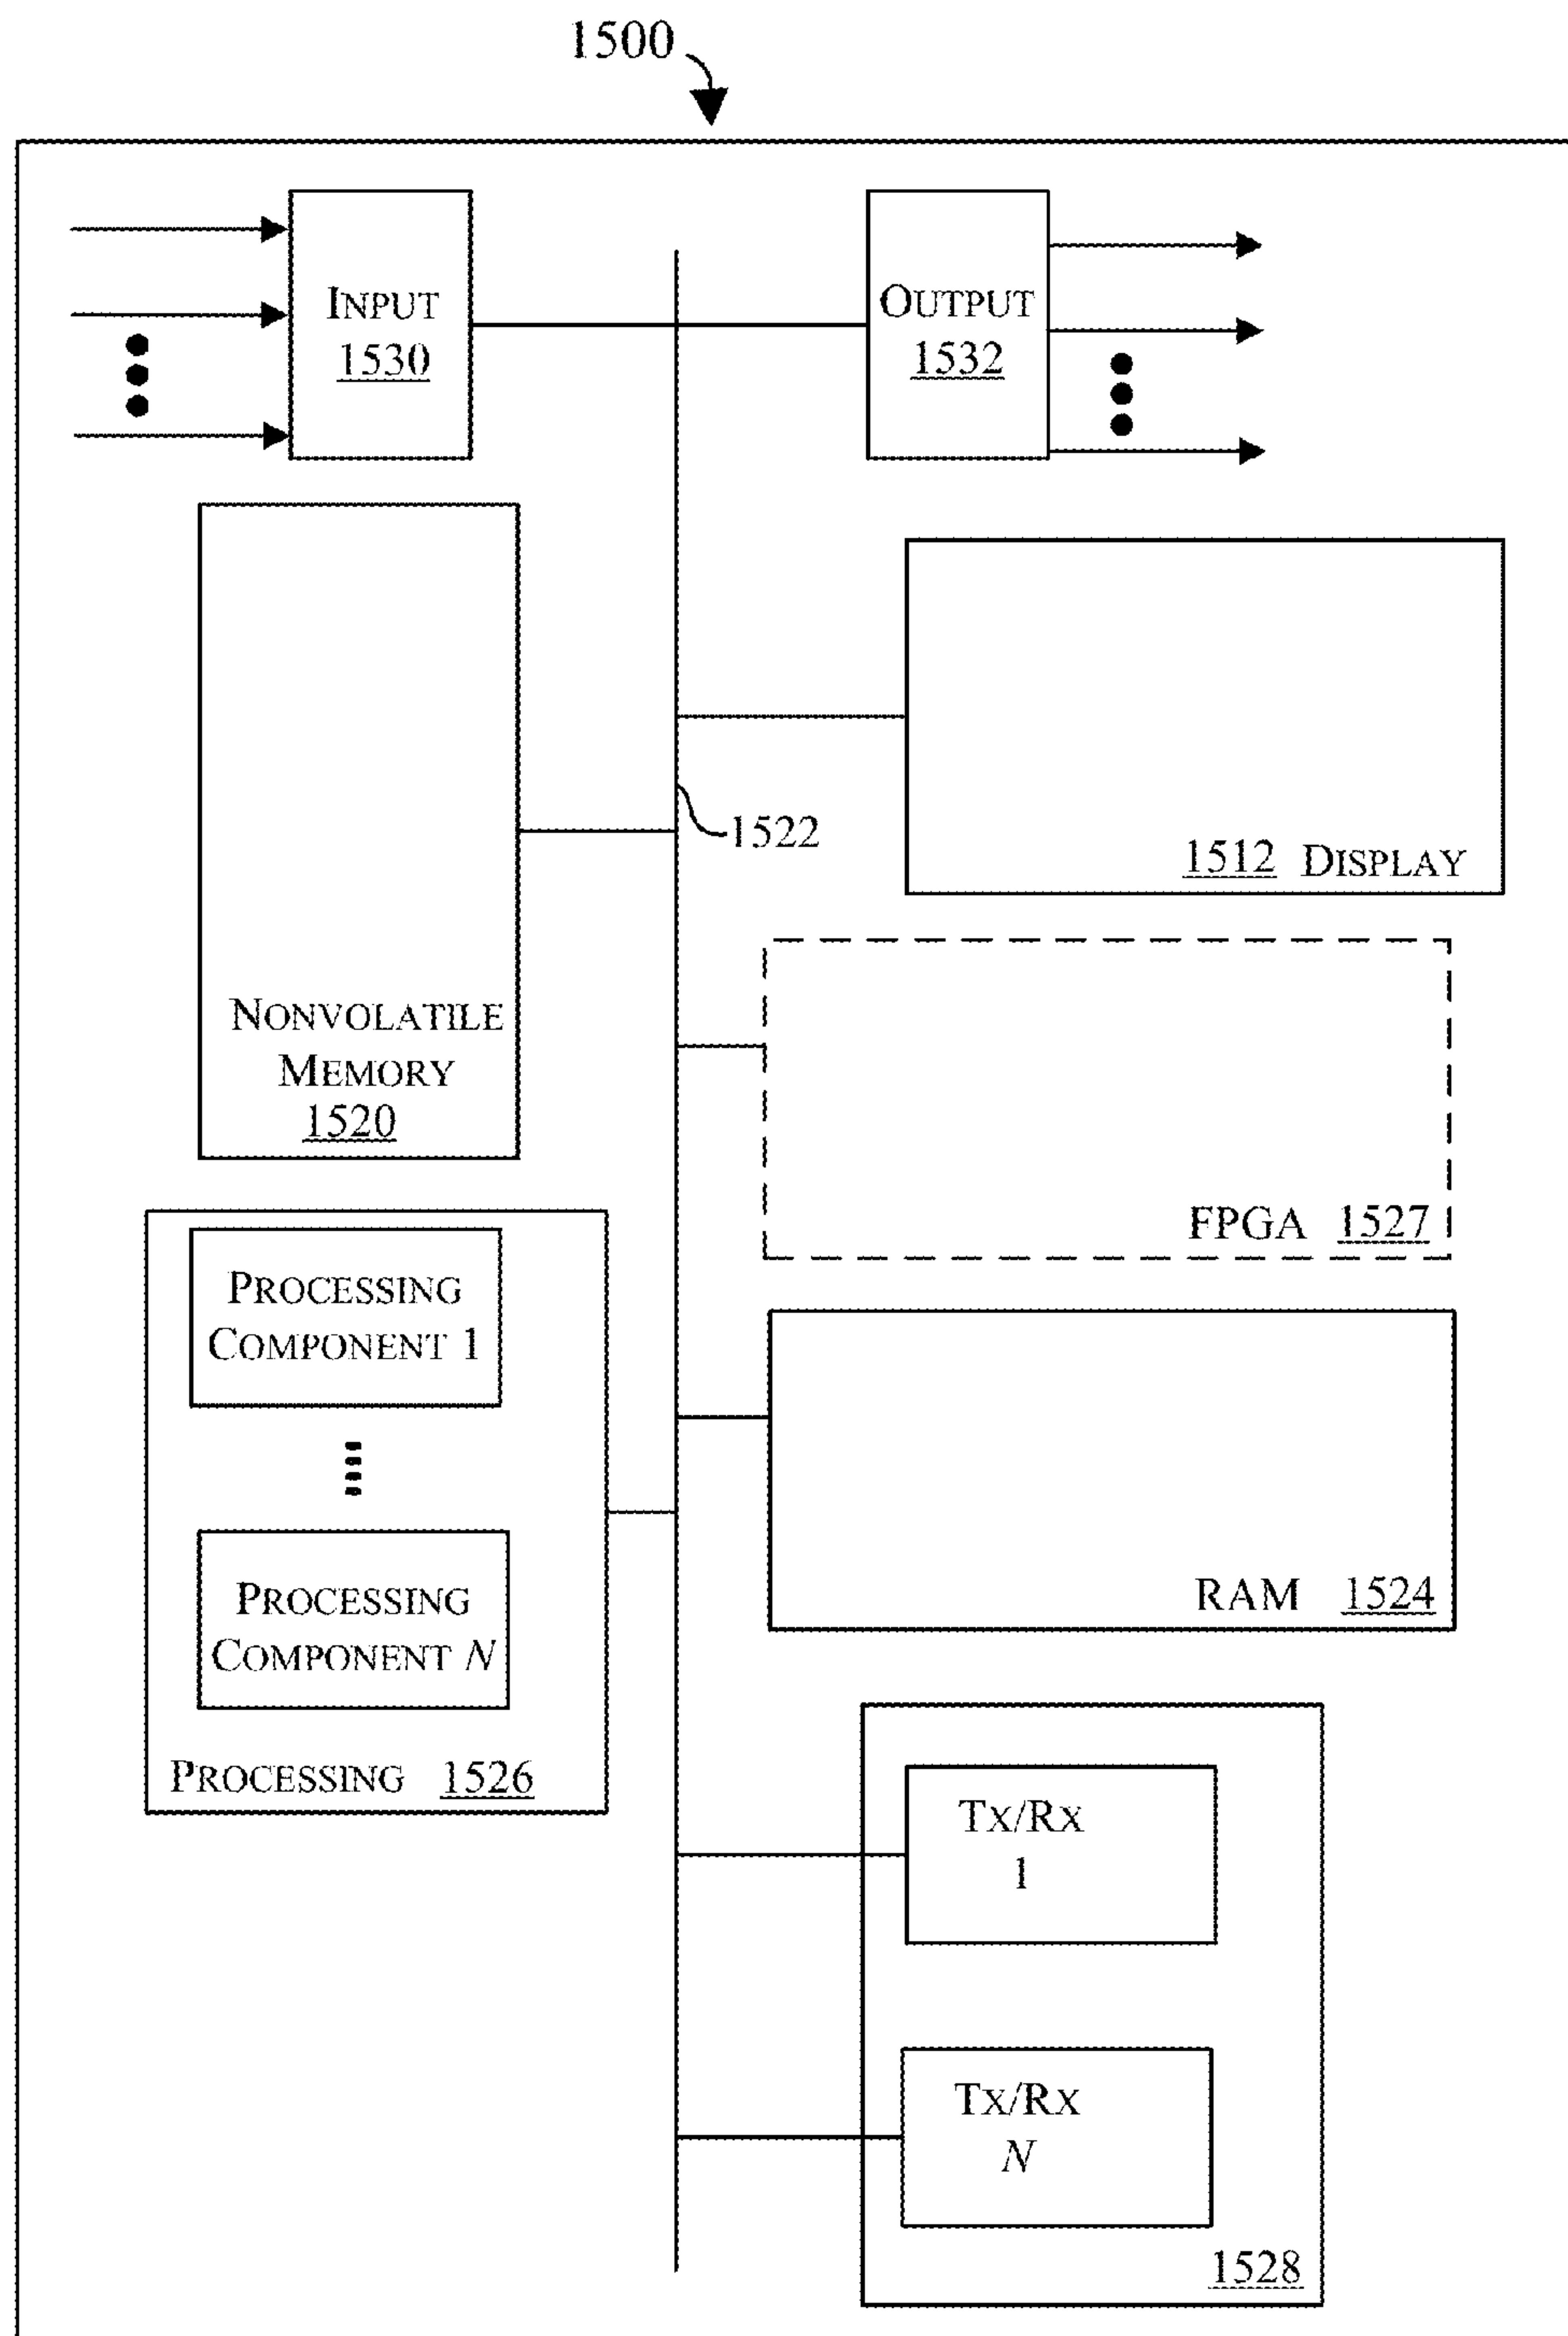 1500
INPUT
1530
OUTPUT
1532
1522
1512 DISPLAY
NONVOLATILE
MEMORY
1520
FPGA 1527
PROCESSING
COMPONENT 1
RAM 1524
PROCESSING
COMPONENT N
PROCESSING 1526
TX/RX
1
TX/RX
N
1528